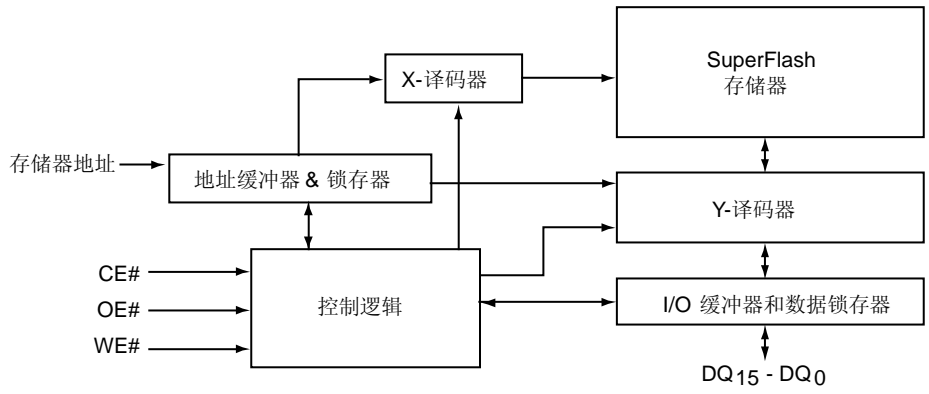 SuperFlash
存储器
X-译码器
存储器地址
地址缓冲器 & 锁存器
Y-译码器
CE#
OE#
WE#
控制逻辑
I/O 缓冲器和数据锁存器
DQ15 - DQ0